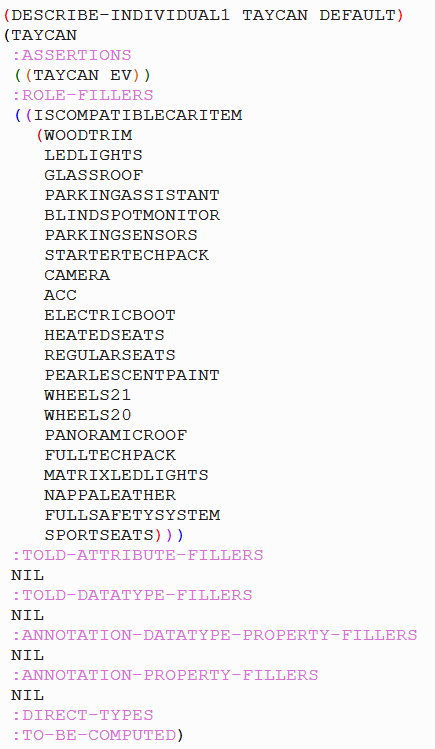 (DESCRIBE-INDIVIDUAL1 TAYCAN DEFAULT)
(TAYCAN
:ASSERTIONS
((TAYCAN EV))
:ROLE-FILLERS
((ISCOMPATIBLECARITEM
(WOODTRIM
LEDLIGHTS
GLASSROOF
PARKINGASSISTANT
BLINDSPOTMONITOR
PARKINGSENSORS
STARTERTECHPACK
CAMERA
ACC
ELECTRICBOOT
HEATEDSEATS
REGULARSEATS
PEARLESCENTPAINT
WHEELS21
WHEELS20
PANORAMICROOF
FULLTECHPACK
MATRIXLEDLIGHTS
NAPPALEATHER
FULLSAFETYSYSTEM
SPORTSEATS)))
:TOLD-ATTRIBUTE-FILLERS
NIL
:TOLD-DATATYPE-FILLERS
NIL
:ANNOTATION-DATATYPE-PROPERTY-FILLERS
NIL
:ANNOTATION-PROPERTY-FILLERS
NIL
:DIRECT-TYPES
:TO-BE-COMPUTED)